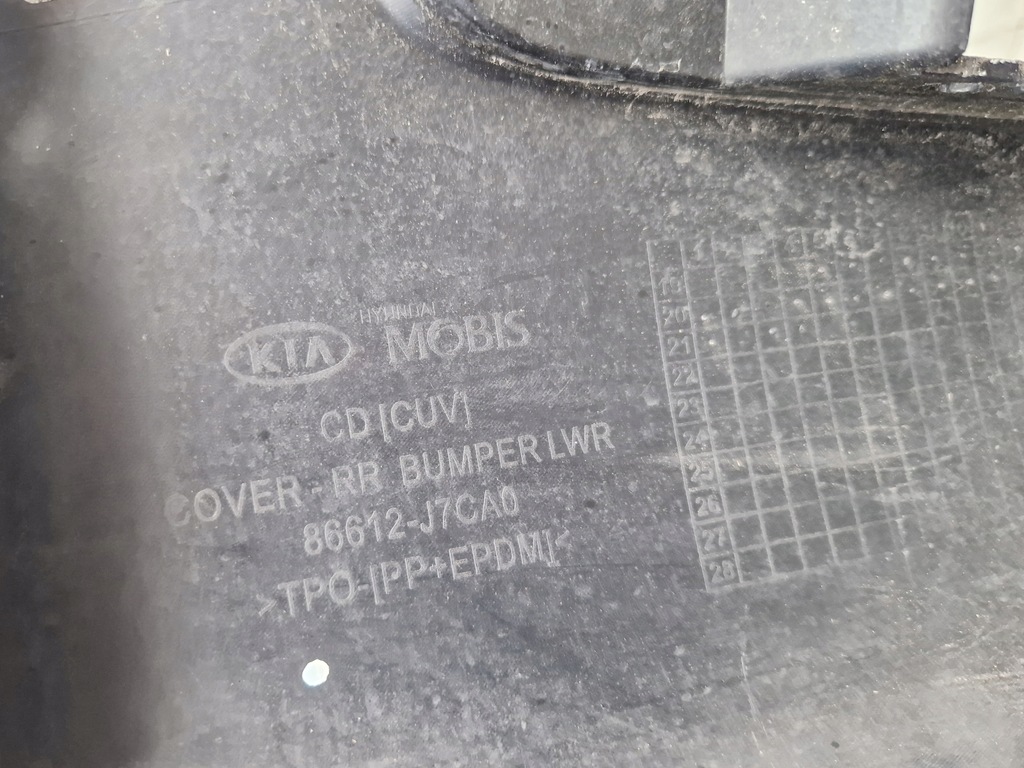 KIA
HYUNDAI
MOBIS
CD [CUV]
COVER - RR BUMPER LWR
86612-J7CA0
>TPO-[PP+EPDM]<
20
21
22
23
24
25
26
27
28